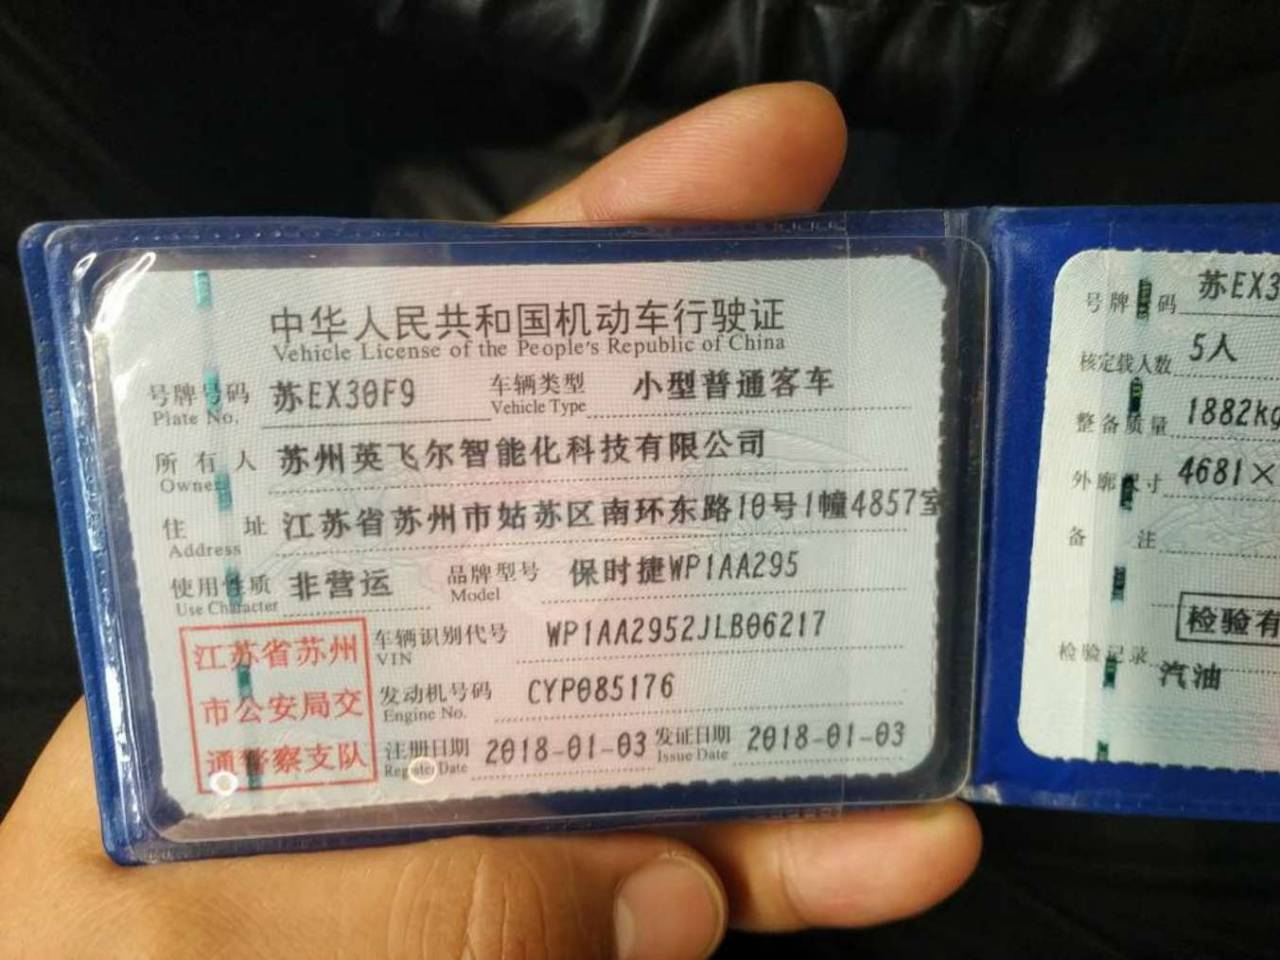 中华人民共和国机动车行驶证
Vehicle License of the People's Republic of China
号牌号码 苏EX30F9 车辆类型 小型普通客车
Plate No. Vehicle Type
所有人 苏州英飞尔智能化科技有限公司
Owner
住址 江苏省苏州市姑苏区南环东路10号1幢4857室
Address
使用性质 非营运 品牌型号 保时捷WP1AA295
Use Character Model
江苏省苏州
市公安局交
通警察支队
车辆识别代号 WP1AA2952JLB06217
VIN
发动机号码 CYP085176
Engine No.
注册日期 2018-01-03 发证日期 2018-01-03
Register Date Issue Date
号牌号码 苏EX3
核定载人数 5人
整备质量 1882kg
外廓尺寸 4681×
备注
检验有
检验记录
汽油